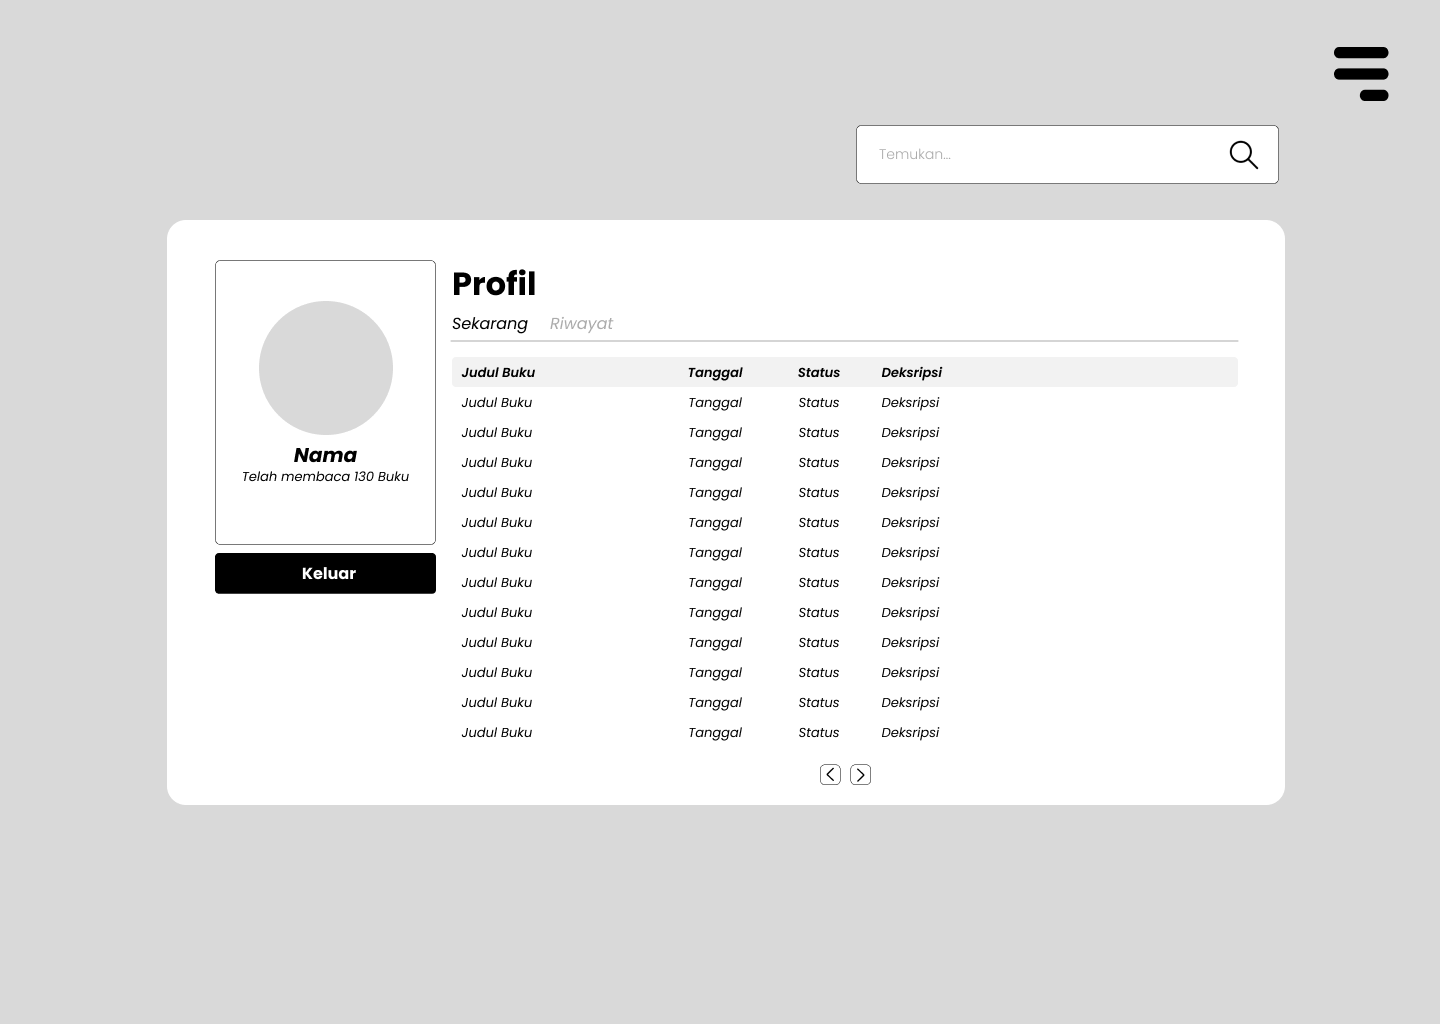 Temukan...
Profil
Sekarang Riwayat
Nama
Telah membaca 130 Buku
Keluar
Judul Buku Tanggal Status Deksripsi
Judul Buku Tanggal Status Deksripsi
Judul Buku Tanggal Status Deksripsi
Judul Buku Tanggal Status Deksripsi
Judul Buku Tanggal Status Deksripsi
Judul Buku Tanggal Status Deksripsi
Judul Buku Tanggal Status Deksripsi
Judul Buku Tanggal Status Deksripsi
Judul Buku Tanggal Status Deksripsi
Judul Buku Tanggal Status Deksripsi
Judul Buku Tanggal Status Deksripsi
Judul Buku Tanggal Status Deksripsi
Judul Buku Tanggal Status Deksripsi